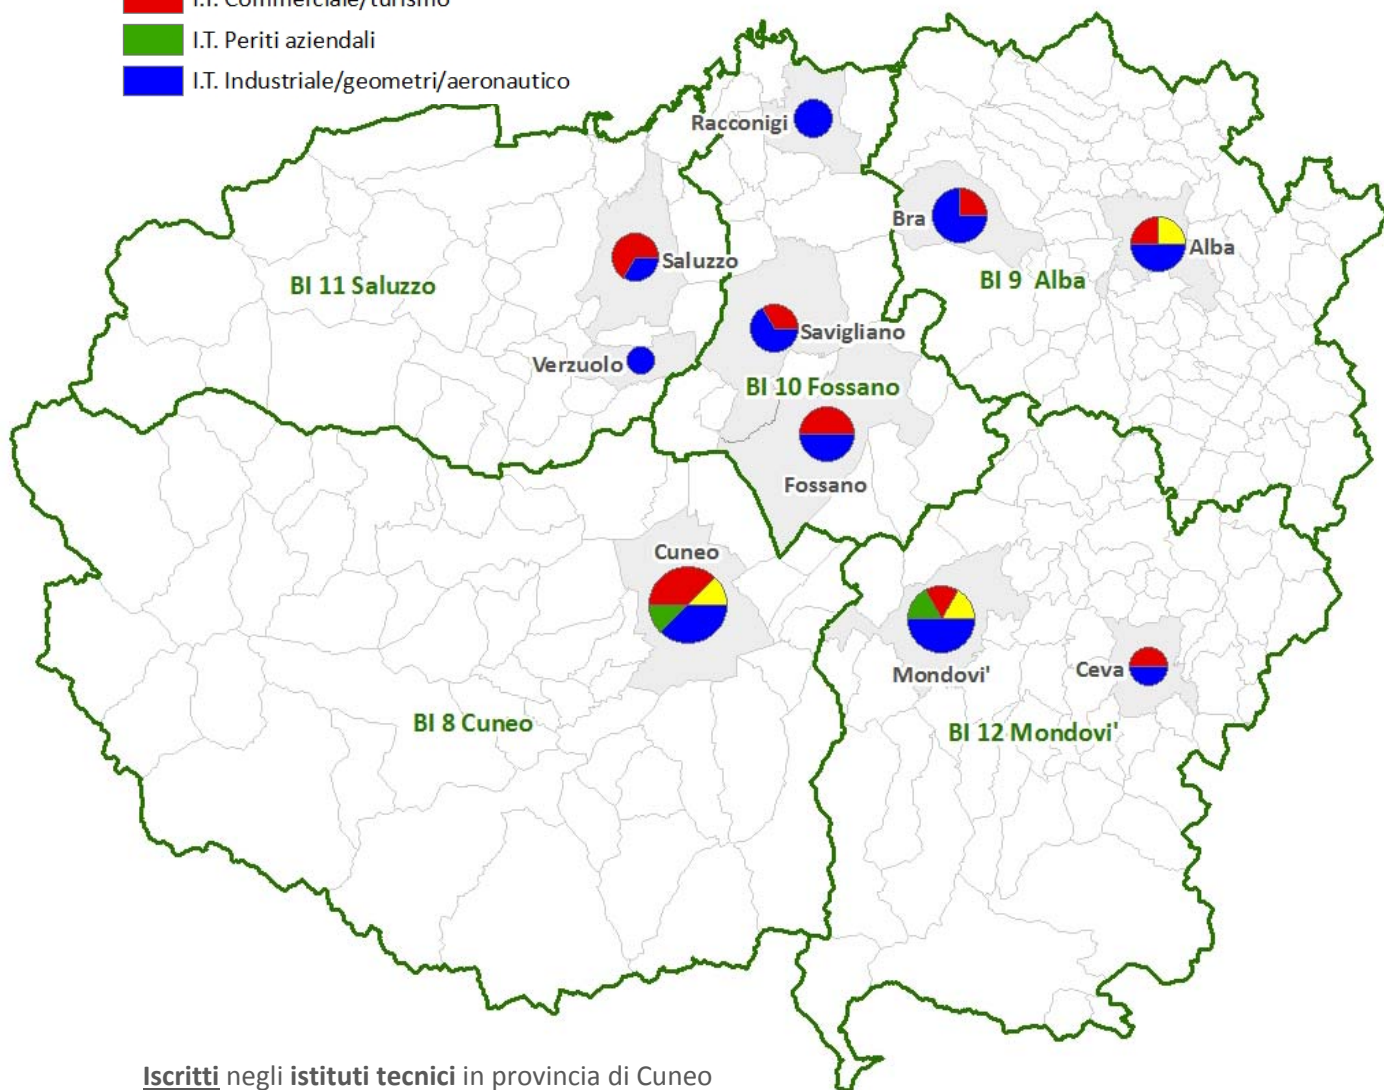 I.T. Commerciale/turismo
I.T. Periti aziendali
I.T. Industriale/geometri/aeronautico
Racconigi
Bra
Alba
Saluzzo
BI 11 Saluzzo
BI 9 Alba
Savigliano
Verzuolo
BI 10 Fossano
Fossano
Cuneo
Mondovi'
Ceva
BI 8 Cuneo
BI 12 Mondovi'
Iscritti negli istituti tecnici in provincia di Cuneo